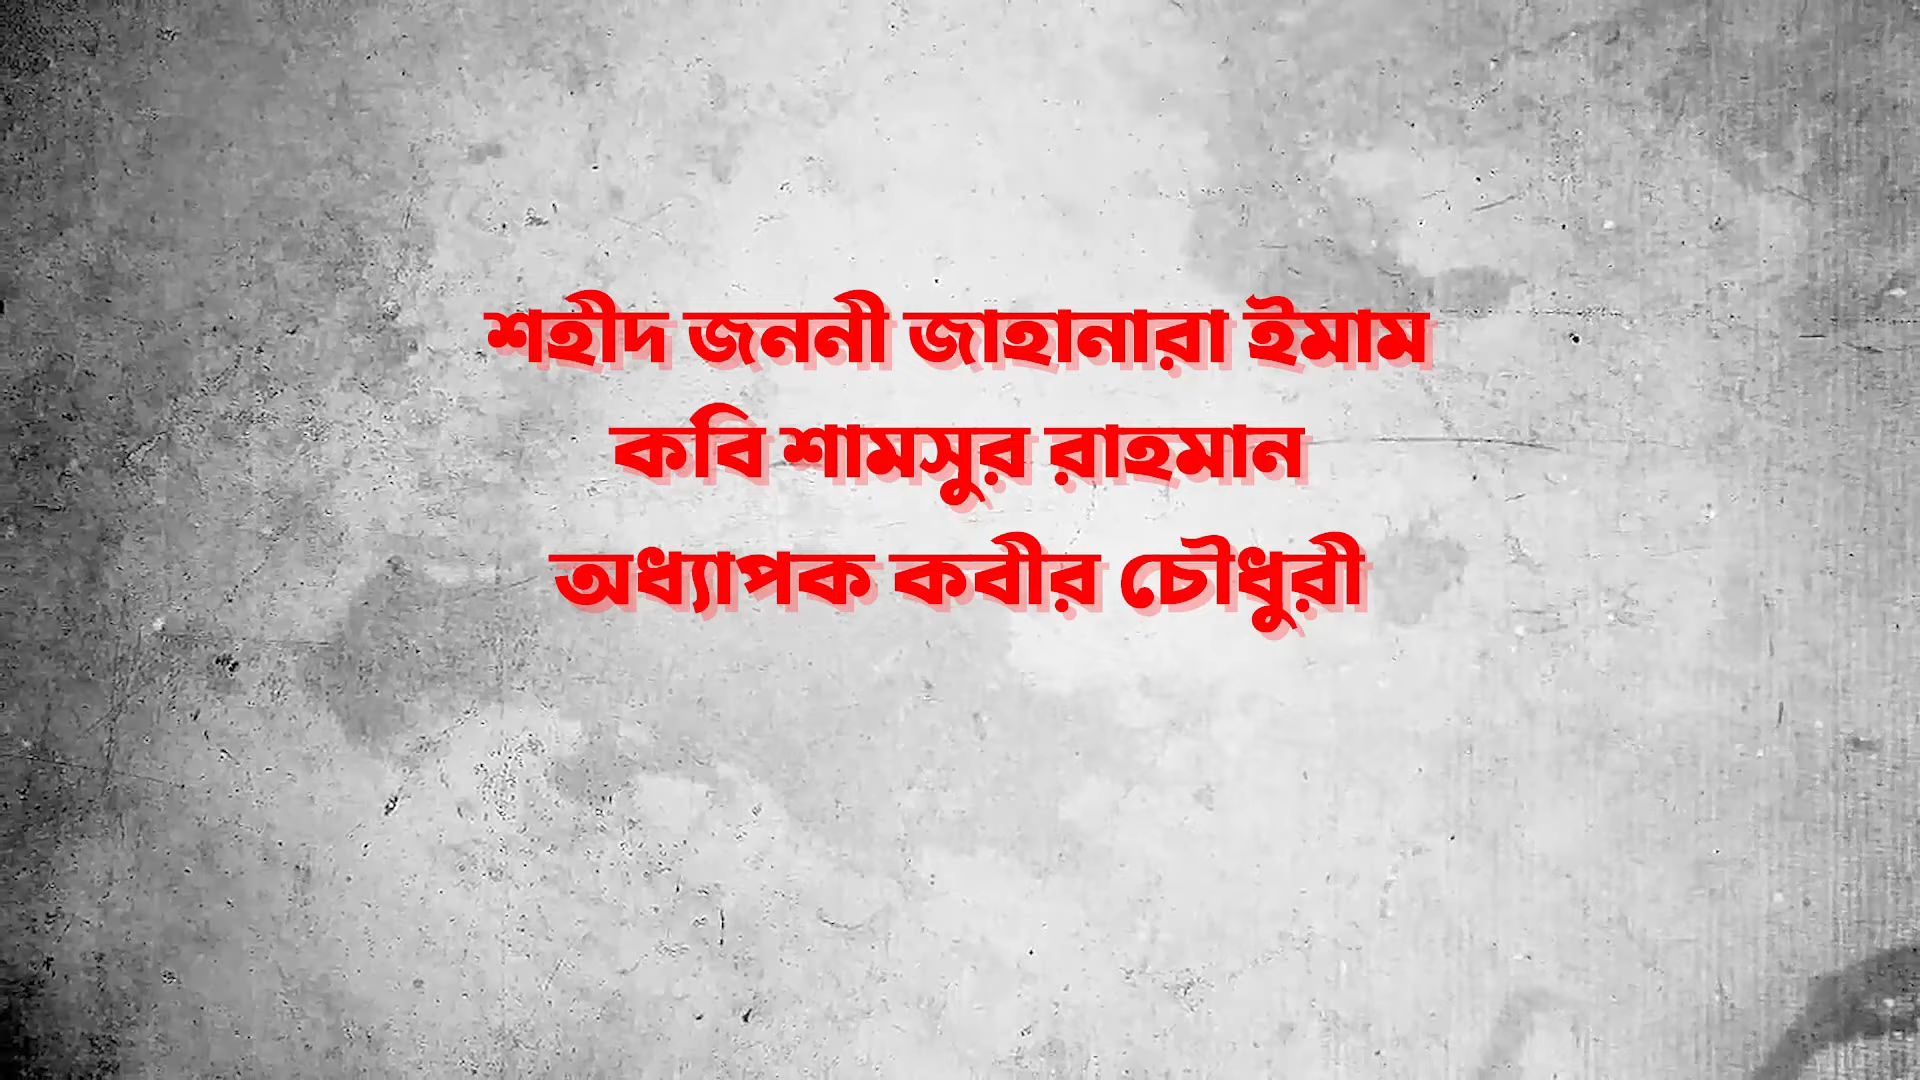 শহীদ জননী জাহানারা ইমাম
কবি শামসুর রাহমান
অধ্যাপক কবীর চৌধুরী